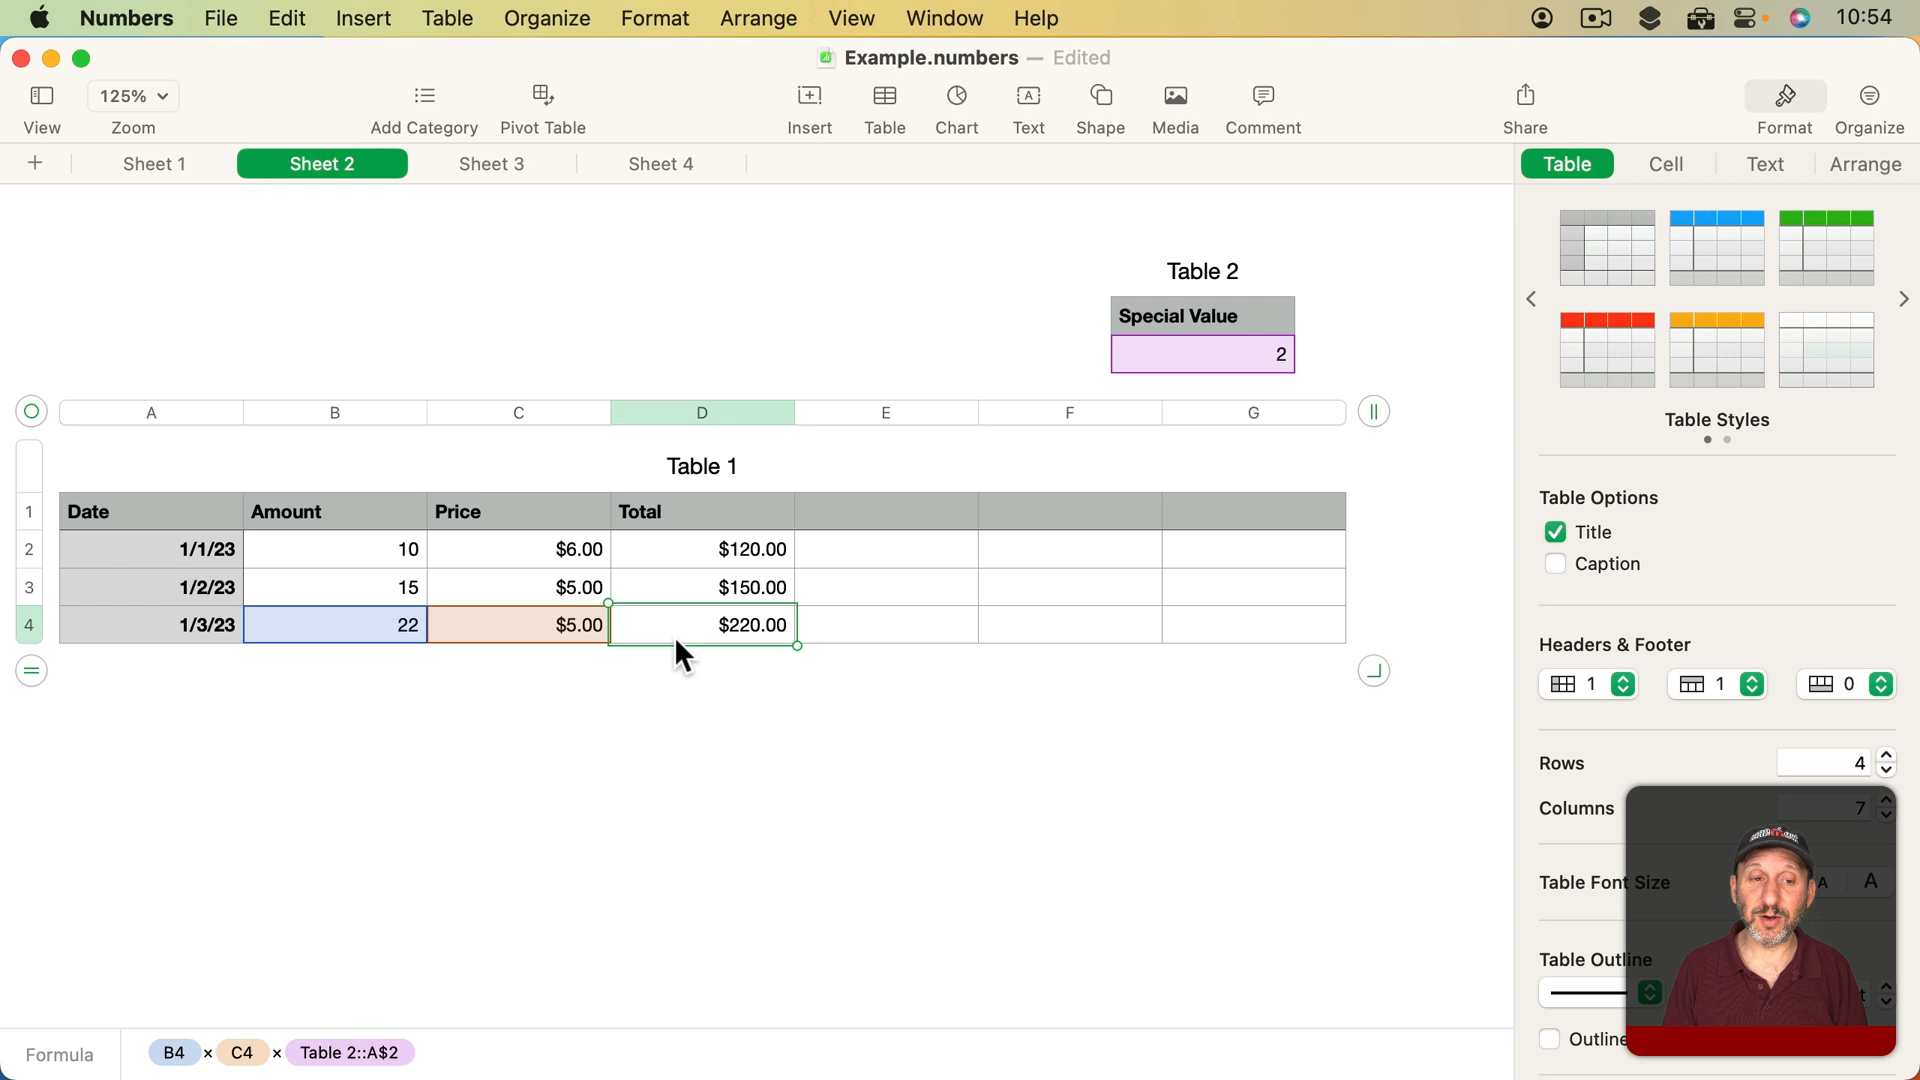 Numbers File Edit Insert Table Organize Format Arrange View Window Help 10:54
Example.numbers — Edited
125%
View Zoom Add Category Pivot Table Insert Table Chart Text Shape Media Comment Share Format Organize
+ Sheet 1 Sheet 2 Sheet 3 Sheet 4 Table Cell Text Arrange
Table 2
Special Value
2
A B C D E F G
Table 1
1 Date Amount Price Total
2 1/1/23 10 $6.00 $120.00
3 1/2/23 15 $5.00 $150.00
4 1/3/23 22 $5.00 $220.00
Table Styles
Table Options
Title
Caption
Headers & Footer
1 1 0
Rows 4
Columns 7
Table Font Size A A
Table Outline
Outline
Formula B4 × C4 × Table 2::A$2